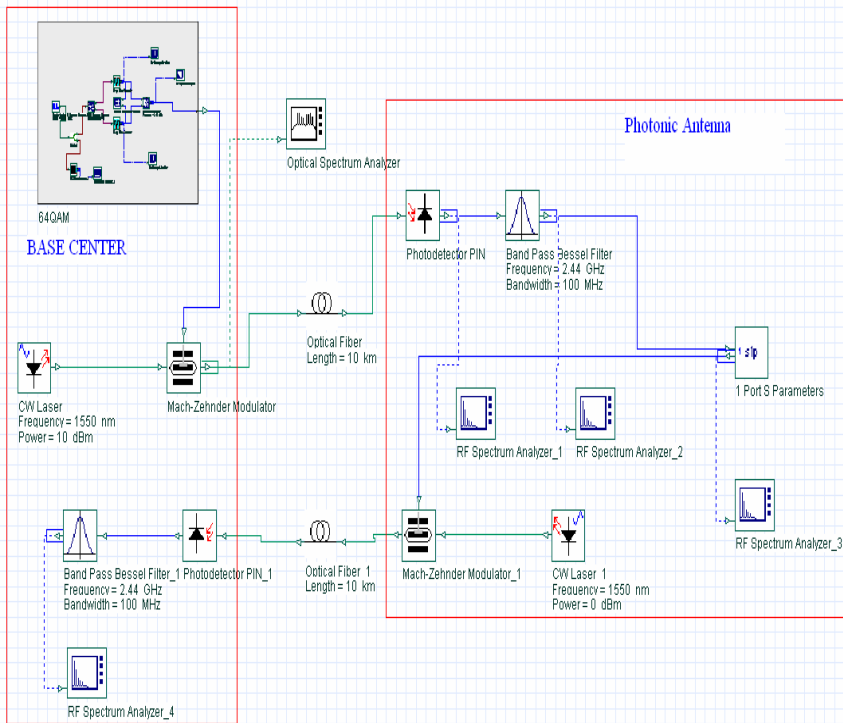 64QAM
BASE CENTER
Optical Spectrum Analyzer
Photonic Antenna
Photodetector PIN
Band Pass Bessel Filter
Frequency = 2.44 GHz
Bandwidth = 100 MHz
Optical Fiber
Length = 10 km
1 Port S Parameters
CW Laser
Frequency = 1550 nm
Power = 10 dBm
Mach-Zehnder Modulator
RF Spectrum Analyzer_1
RF Spectrum Analyzer_2
RF Spectrum Analyzer_3
Band Pass Bessel Filter_1
Frequency = 2.44 GHz
Bandwidth = 100 MHz
Photodetector PIN_1
Optical Fiber_1
Length = 10 km
Mach-Zehnder Modulator_1
CW Laser_1
Frequency = 1550 nm
Power = 0 dBm
RF Spectrum Analyzer_4